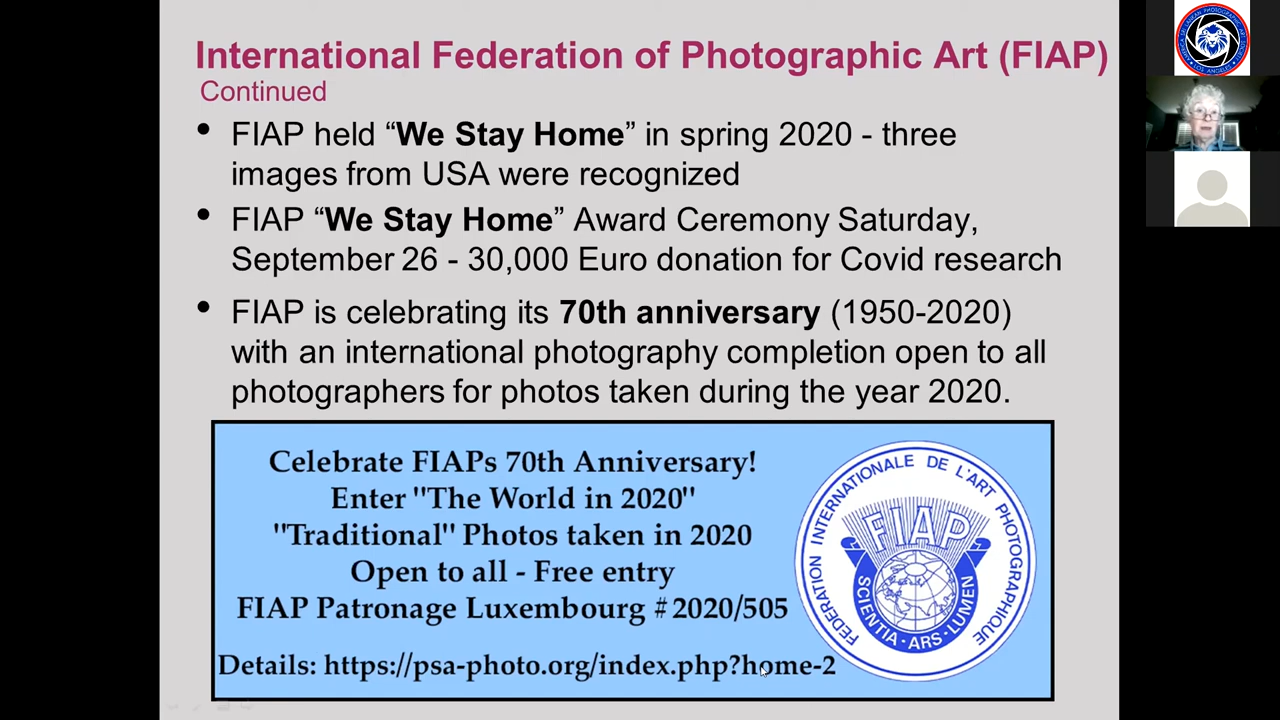 International Federation of Photographic Art (FIAP)
Continued
• FIAP held “We Stay Home” in spring 2020 - three
images from USA were recognized
• FIAP “We Stay Home” Award Ceremony Saturday,
September 26 - 30,000 Euro donation for Covid research
• FIAP is celebrating its 70th anniversary (1950-2020)
with an international photography completion open to all
photographers for photos taken during the year 2020.
Celebrate FIAPs 70th Anniversary!
Enter "The World in 2020"
"Traditional" Photos taken in 2020
Open to all - Free entry
FIAP Patronage Luxembourg # 2020/505
Details: https://psa-photo.org/index.php?home-2
FEDERATION INTERNATIONALE DE L'ART PHOTOGRAPHIQUE
FIAP
SCIENTIA · ARS · LUMEN
LOS ANGELES